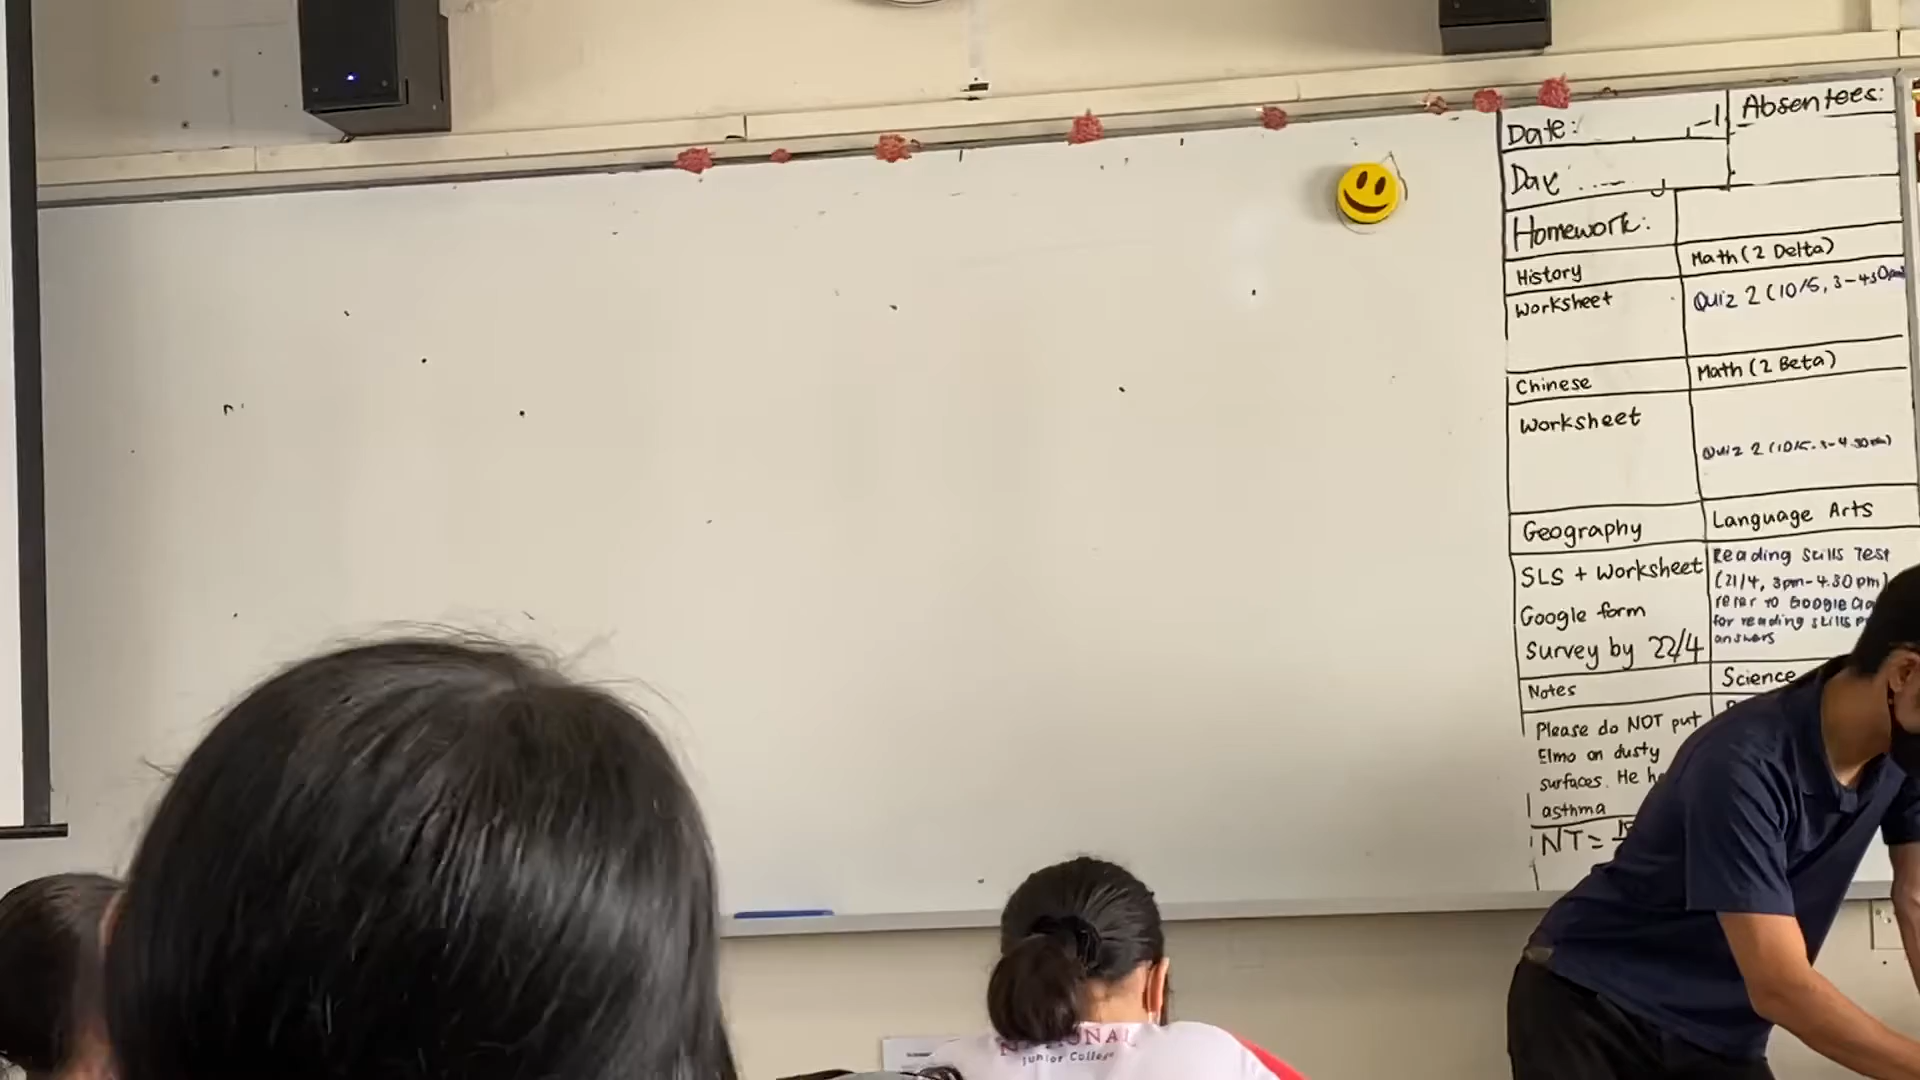 Date:
Absentees:
Day
Homework:
History
Worksheet
Chinese
Worksheet
Geography
SLS + Worksheet
Google form
Survey by 22/4
Notes
Please do NOT put
Elmo on dusty
surfaces. He
asthma
NT=
Math (2 Delta)
Quiz 2 (10/5, 3-430pm
Math (2 Beta)
Quiz 2 (10/5. 3-4.30pm)
Language Arts
Reading skills Test
(21/4, 3pm-4.30pm)
refer to Google
for reading skills
answers
Science
NATIONAL
Junior College